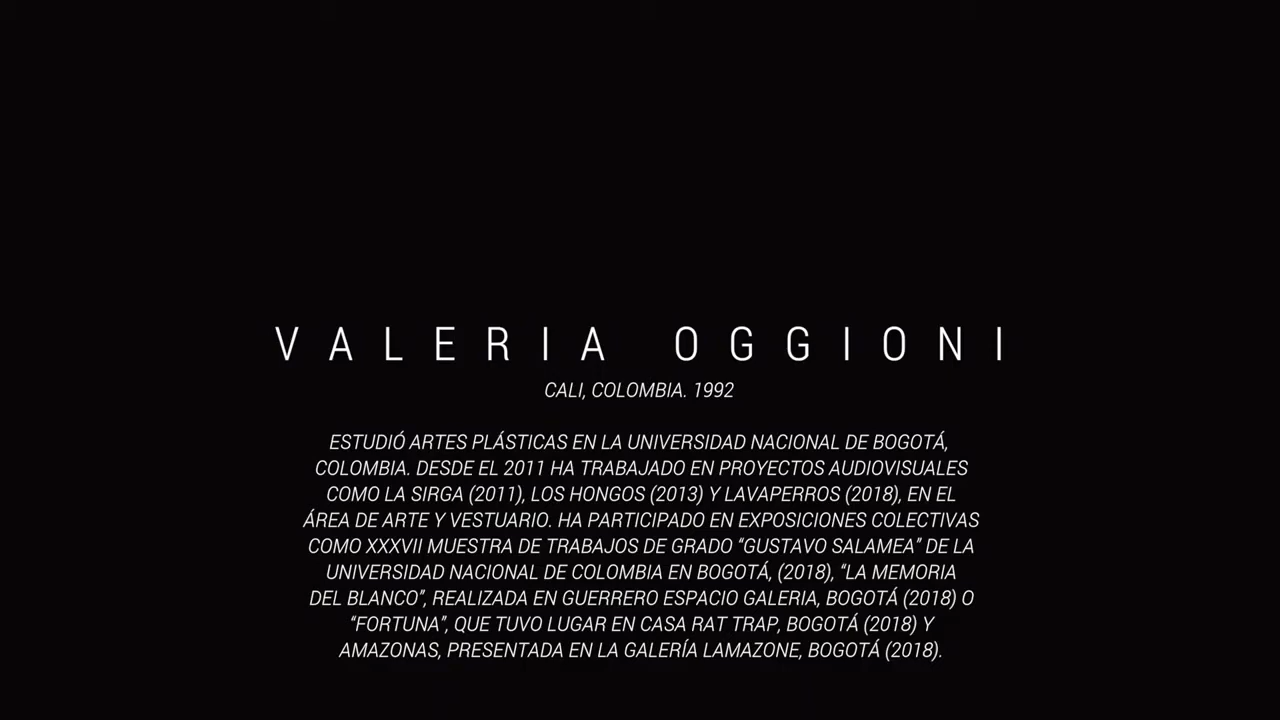 VALERIA OGGIONI
CALI, COLOMBIA. 1992
ESTUDIÓ ARTES PLÁSTICAS EN LA UNIVERSIDAD NACIONAL DE BOGOTÁ,
COLOMBIA. DESDE EL 2011 HA TRABAJADO EN PROYECTOS AUDIOVISUALES
COMO LA SIRGA (2011), LOS HONGOS (2013) Y LAVAPERROS (2018), EN EL
ÁREA DE ARTE Y VESTUARIO. HA PARTICIPADO EN EXPOSICIONES COLECTIVAS
COMO XXXVII MUESTRA DE TRABAJOS DE GRADO “GUSTAVO SALAMEA” DE LA
UNIVERSIDAD NACIONAL DE COLOMBIA EN BOGOTÁ, (2018), “LA MEMORIA
DEL BLANCO”, REALIZADA EN GUERRERO ESPACIO GALERIA, BOGOTÁ (2018) O
“FORTUNA”, QUE TUVO LUGAR EN CASA RAT TRAP, BOGOTÁ (2018) Y
AMAZONAS, PRESENTADA EN LA GALERÍA LAMAZONE, BOGOTÁ (2018).